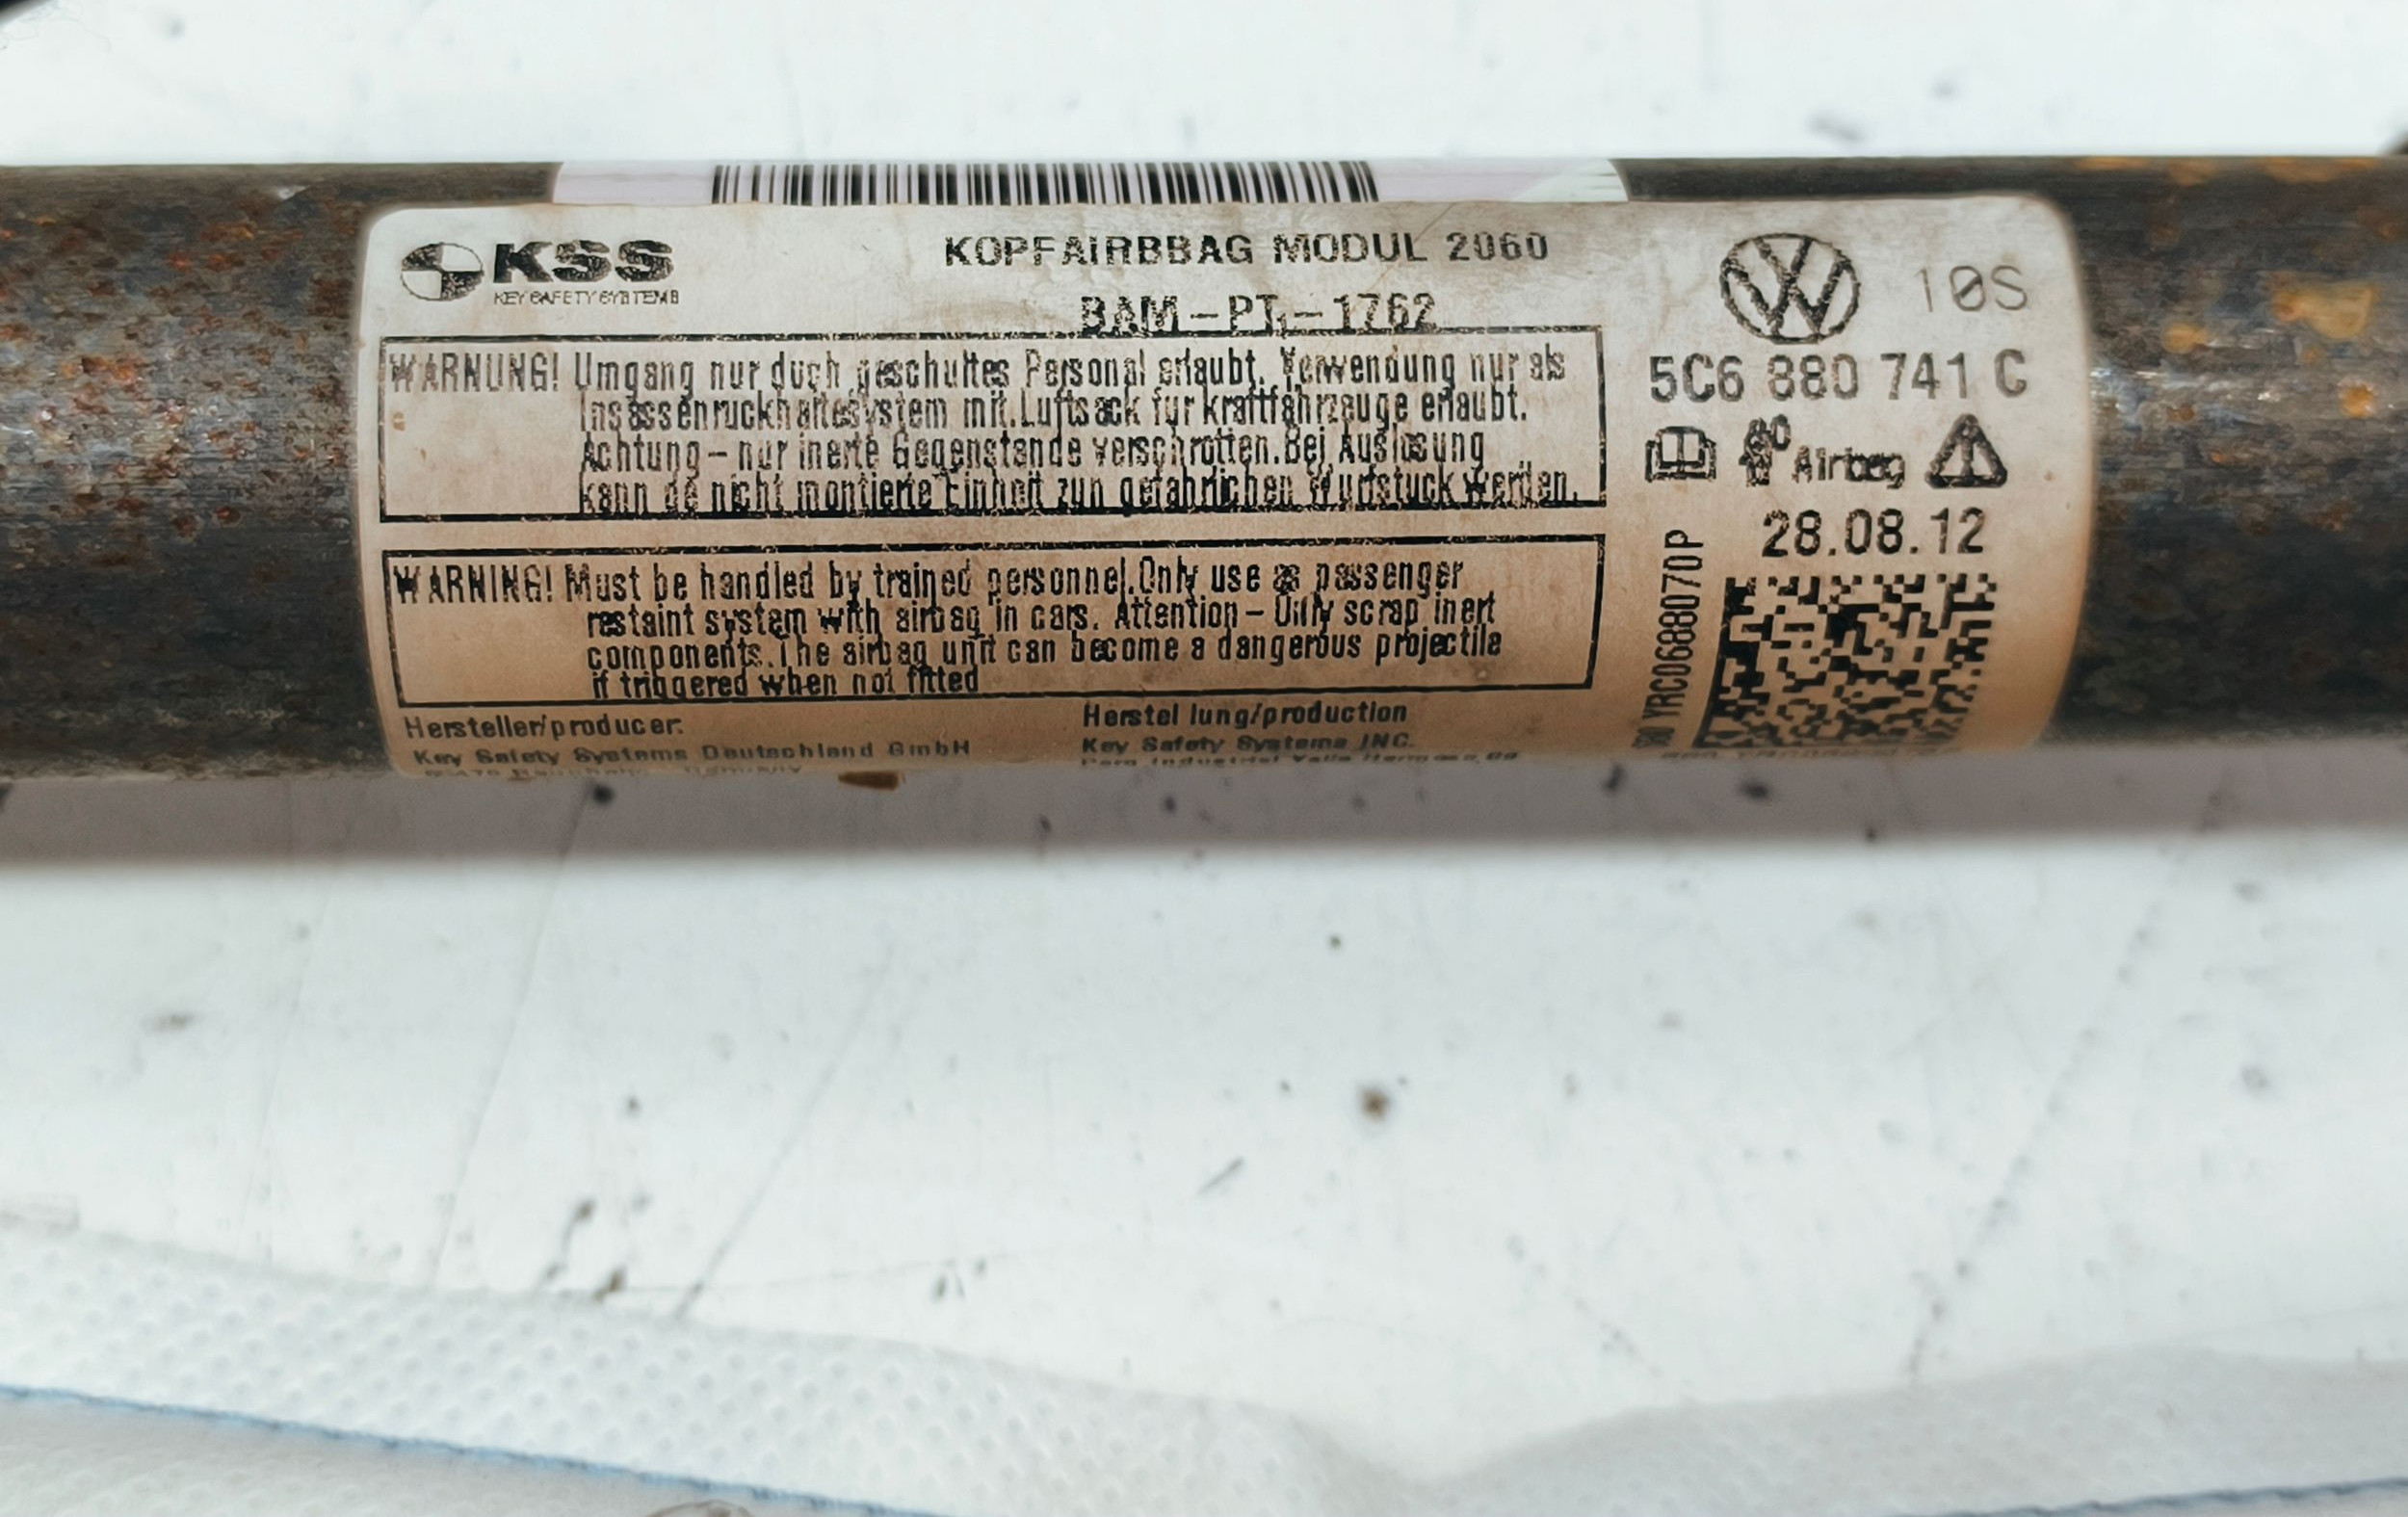 KSS
KEY SAFETY SYSTEMS
KOPFAIRBBAG MODUL 2060
BAM-PT1-1762
WARNUNG! Umgang nur duch geschultes Personal erlaubt. Verwendung nur als
Insassenruckhaltesystem mit.Luftsack fur kraftfahrzeuge erlaubt.
Achtung - nur inerte Gegenstande verschrotten.Bei Auslosung
kann de nicht montierte Einheit zun gefahrlichen Wurfstuck werden.
WARNING! Must be handled by trained personnel.Only use as passenger
restaint system with airbag in cars. Attention - Only scrap inert
components.The airbag unit can become a dangerous projectile
if triggered when not fitted
Hersteller/producer:
Key Safety Systems Deutschland GmbH
Herstel lung/production
Key Safety Systems INC.
VW 10S
5C6 880 741 C
Airbag
28.08.12
YRC0688070P